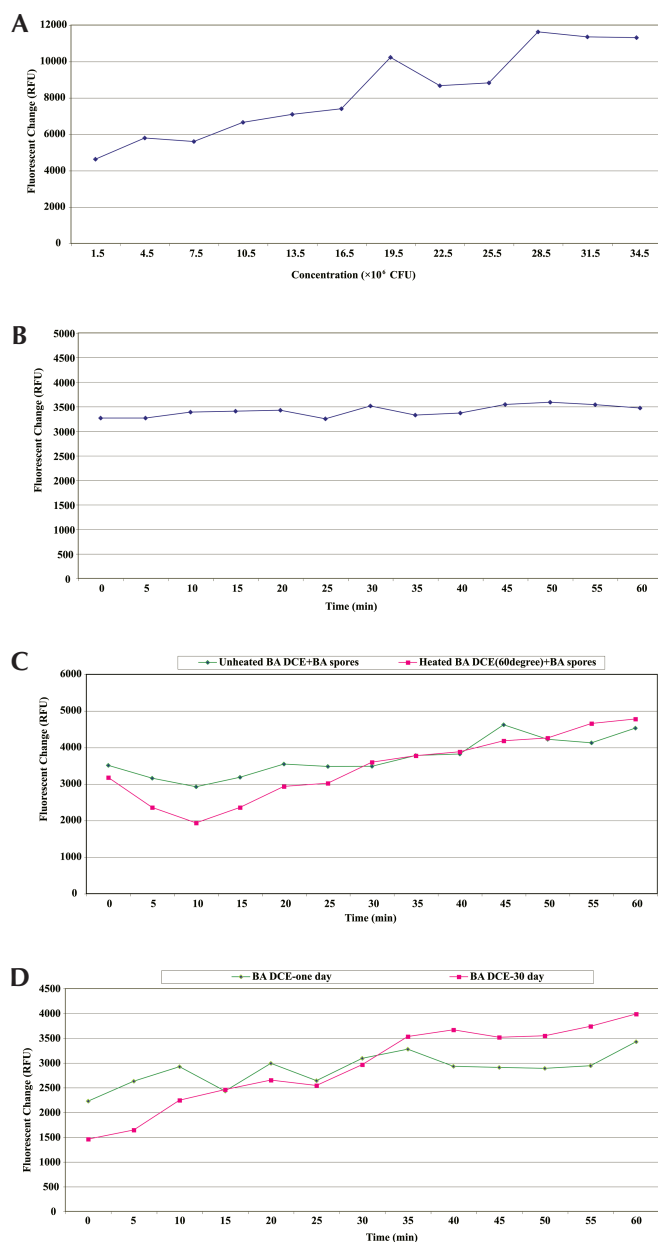 A
Fluorescent Change (RFU)
12000
10000
8000
6000
4000
2000
0
1.5 4.5 7.5 10.5 13.5 16.5 19.5 22.5 25.5 28.5 31.5 34.5
Concentration (×10⁶ CFU)
B
Fluorescent Change (RFU)
5000
4500
4000
3500
3000
2500
2000
1500
1000
500
0
0 5 10 15 20 25 30 35 40 45 50 55 60
Time (min)
C
Unheated BA DCE+BA spores Heated BA DCE(60degree)+BA spores
Fluorescent Change (RFU)
6000
5000
4000
3000
2000
1000
0
0 5 10 15 20 25 30 35 40 45 50 55 60
Time (min)
D
BA DCE-one day BA DCE-30 day
Fluorescent Change (RFU)
4500
4000
3500
3000
2500
2000
1500
1000
500
0
0 5 10 15 20 25 30 35 40 45 50 55 60
Time (min)